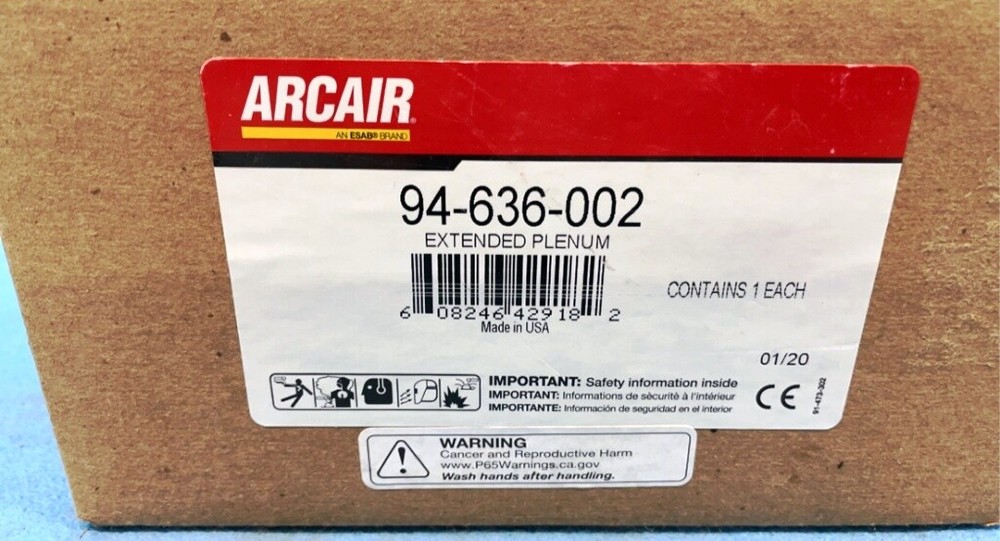 ARCAIR
AN ESAB® BRAND
94-636-002
EXTENDED PLENUM
6 08246 42918 2
Made in USA
CONTAINS 1 EACH
01/20
IMPORTANT: Safety information inside
IMPORTANT: Informations de sècuritè à l'intèrieur
IMPORTANTE: Información de seguridad en el interior
CE
91-473-302
WARNING
Cancer and Reproductive Harm
www.P65Warnings.ca.gov
Wash hands after handling.